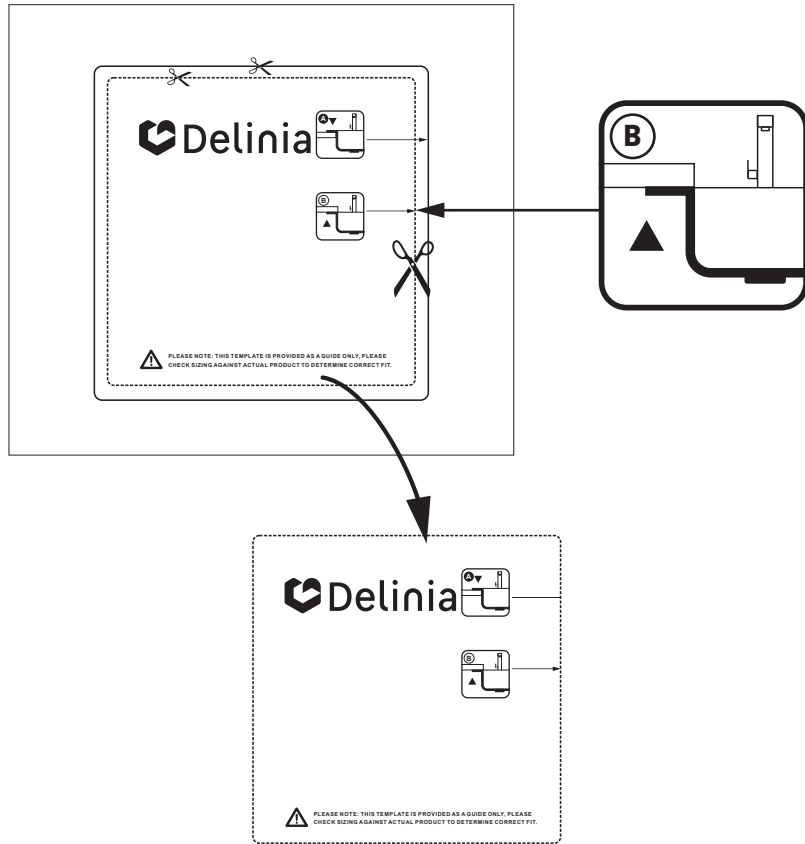 Delinia
A
B
B
PLEASE NOTE: THIS TEMPLATE IS PROVIDED AS A GUIDE ONLY, PLEASE
CHECK SIZING AGAINST ACTUAL PRODUCT TO DETERMINE CORRECT FIT.
Delinia
A
B
PLEASE NOTE: THIS TEMPLATE IS PROVIDED AS A GUIDE ONLY, PLEASE
CHECK SIZING AGAINST ACTUAL PRODUCT TO DETERMINE CORRECT FIT.